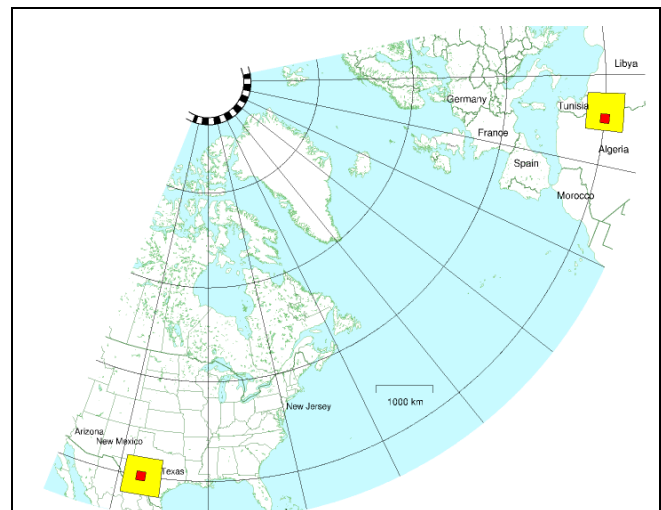 Libya
Germany
Tunisia
France
Algeria
Spain
Morocco
1000 km
New Jersey
Arizona
New Mexico
Texas